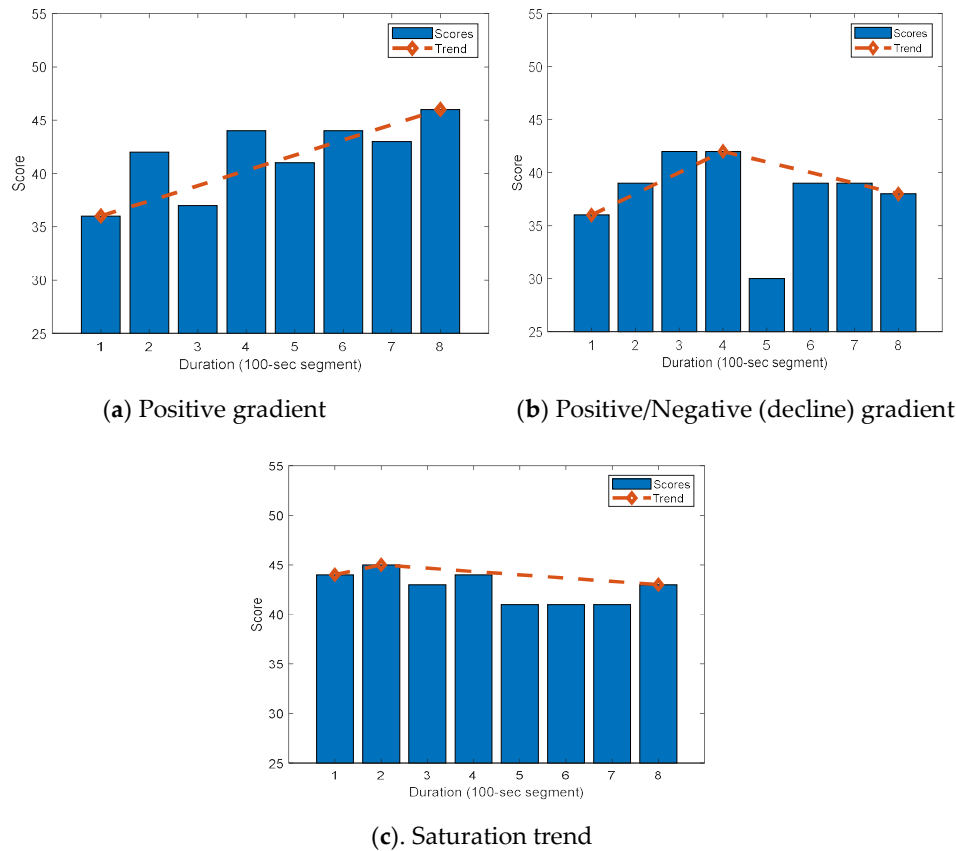 55
50
45
40
35
30
25
Score
1 2 3 4 5 6 7 8
Duration (100-sec segment)
Scores
Trend
(a) Positive gradient
55
50
45
40
35
30
25
Score
1 2 3 4 5 6 7 8
Duration (100-sec segment)
Scores
Trend
(b) Positive/Negative (decline) gradient
55
50
45
40
35
30
25
Score
1 2 3 4 5 6 7 8
Duration (100-sec segment)
Scores
Trend
(c). Saturation trend